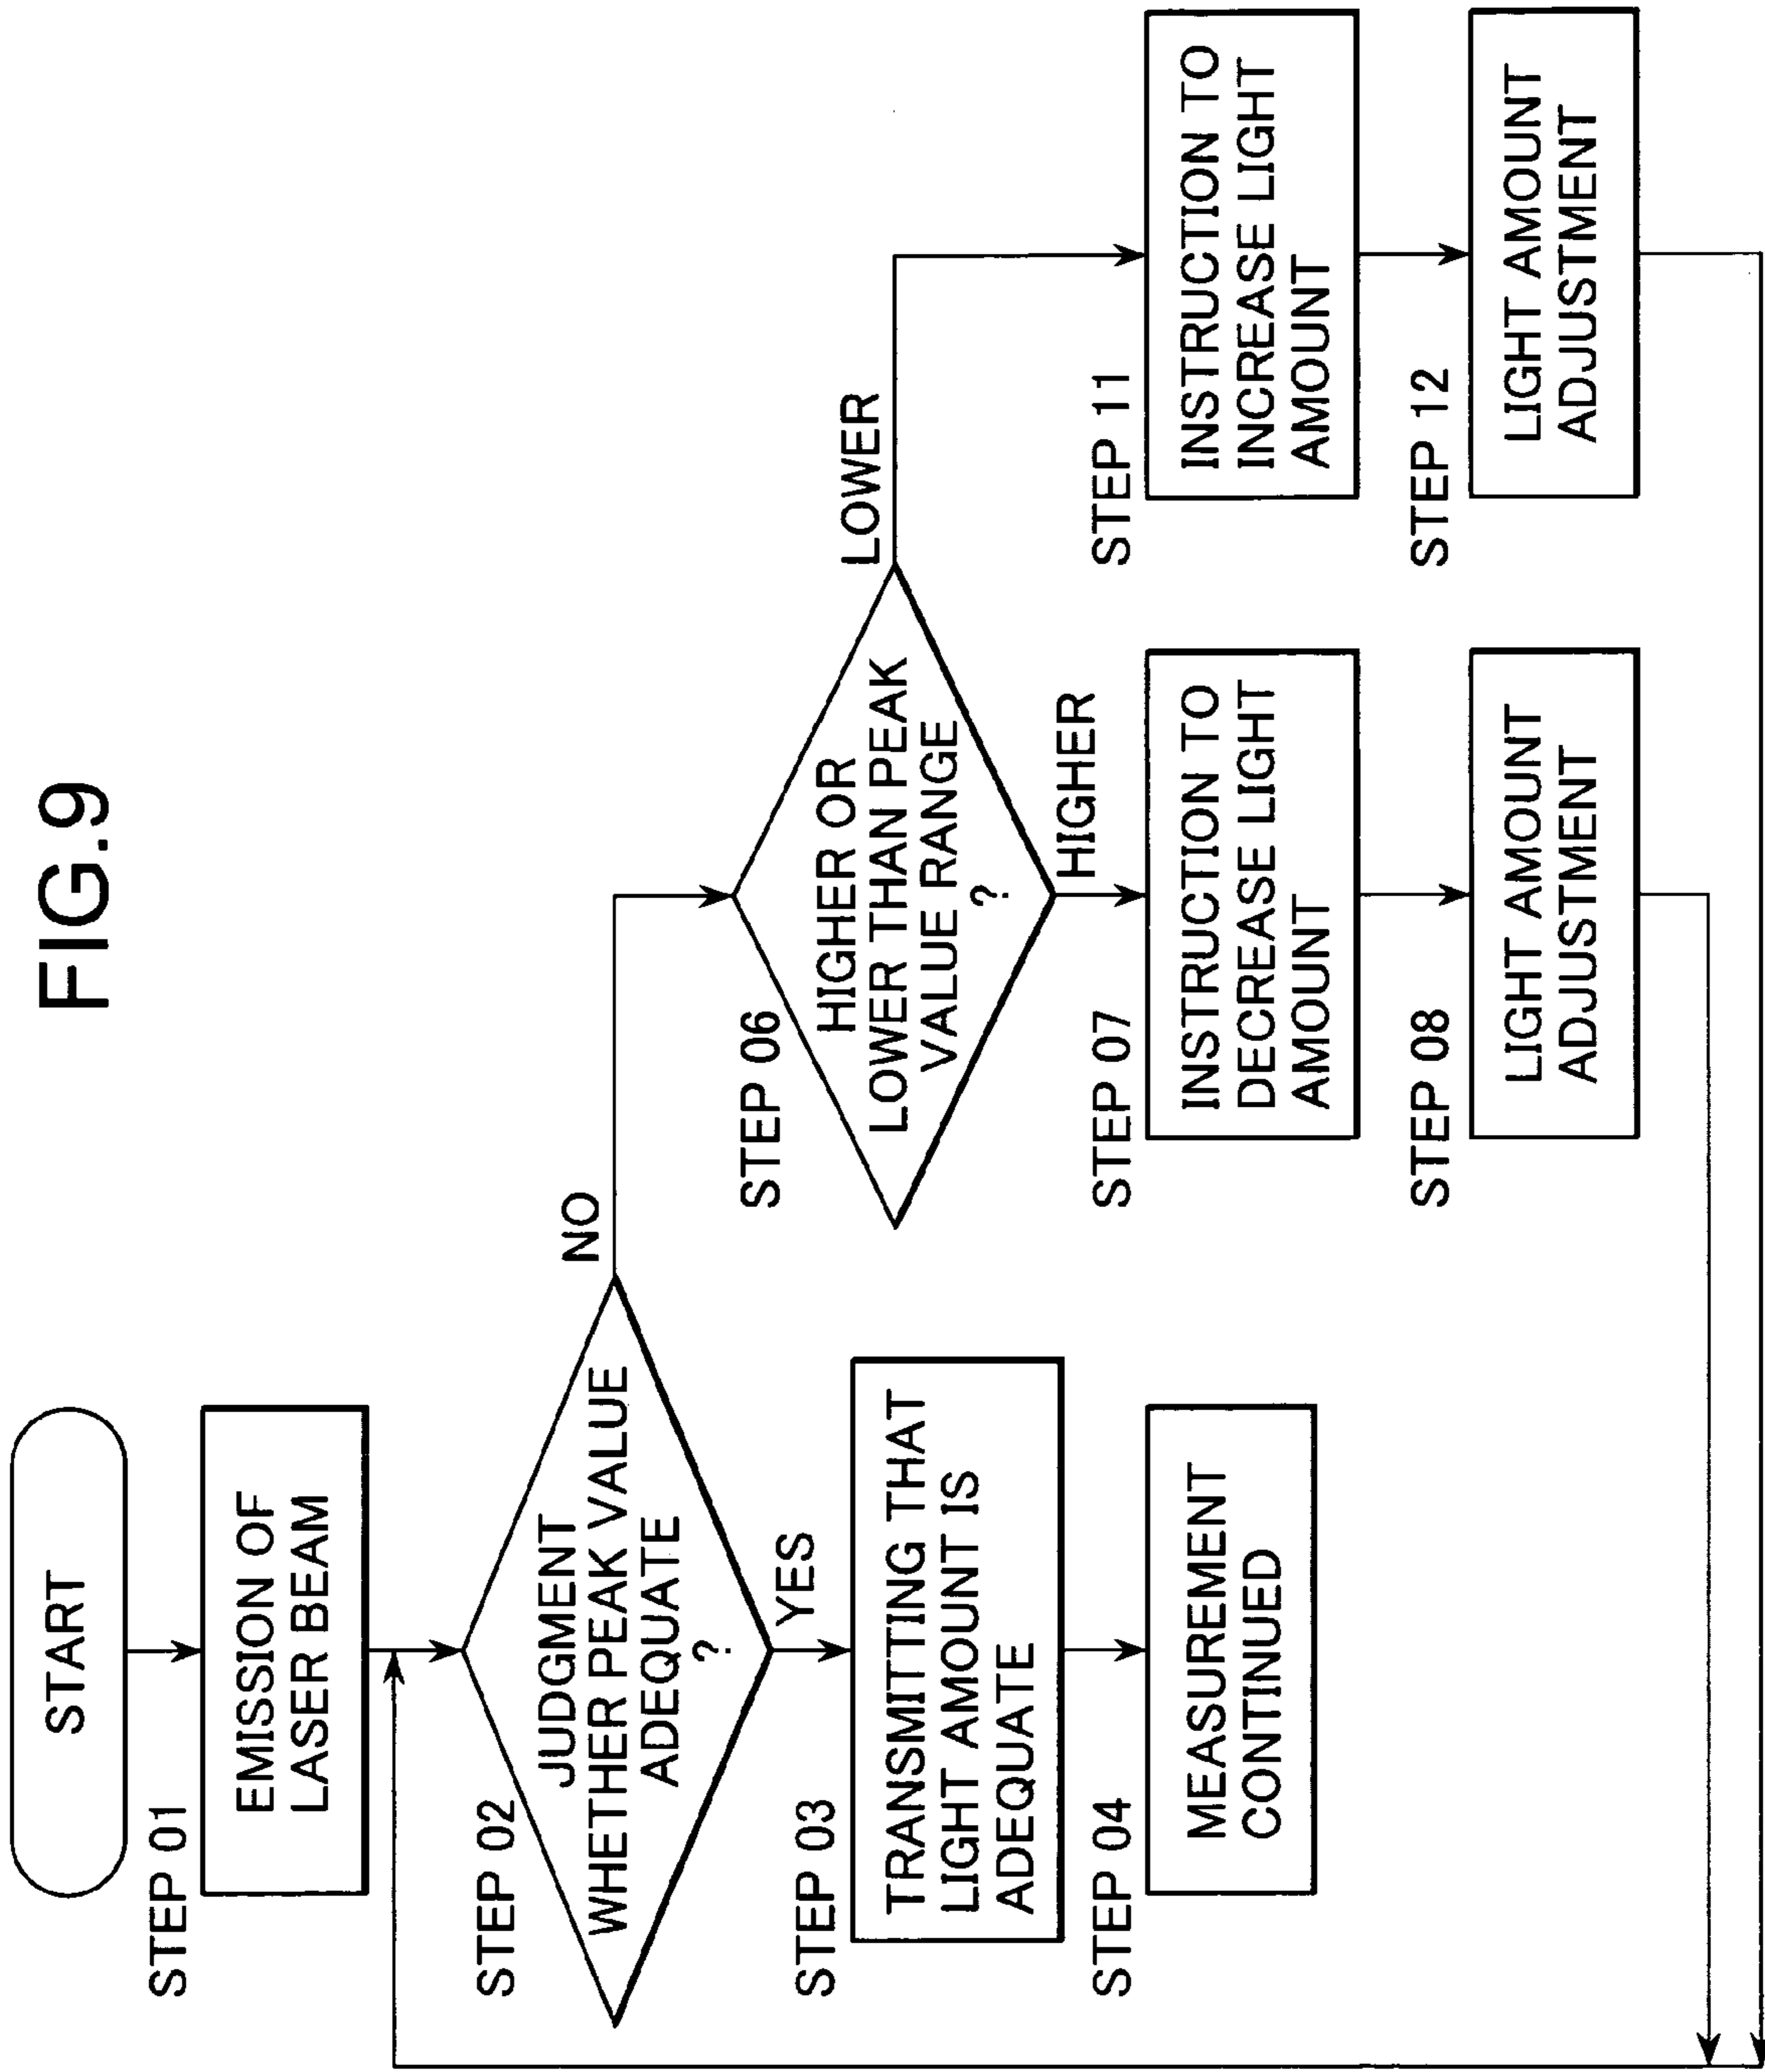 FIG.9
START
STEP 01
EMISSION OF
LASER BEAM
STEP 02
JUDGMENT
WHETHER PEAK VALUE
ADEQUATE
?
NO
YES
STEP 03
TRANSMITTING THAT
LIGHT AMOUNT IS
ADEQUATE
STEP 04
MEASUREMENT
CONTINUED
STEP 06
HIGHER OR
LOWER THAN PEAK
VALUE RANGE
?
LOWER
HIGHER
STEP 07
INSTRUCTION TO
DECREASE LIGHT
AMOUNT
STEP 08
LIGHT AMOUNT
ADJUSTMENT
STEP 11
INSTRUCTION TO
INCREASE LIGHT
AMOUNT
STEP 12
LIGHT AMOUNT
ADJUSTMENT